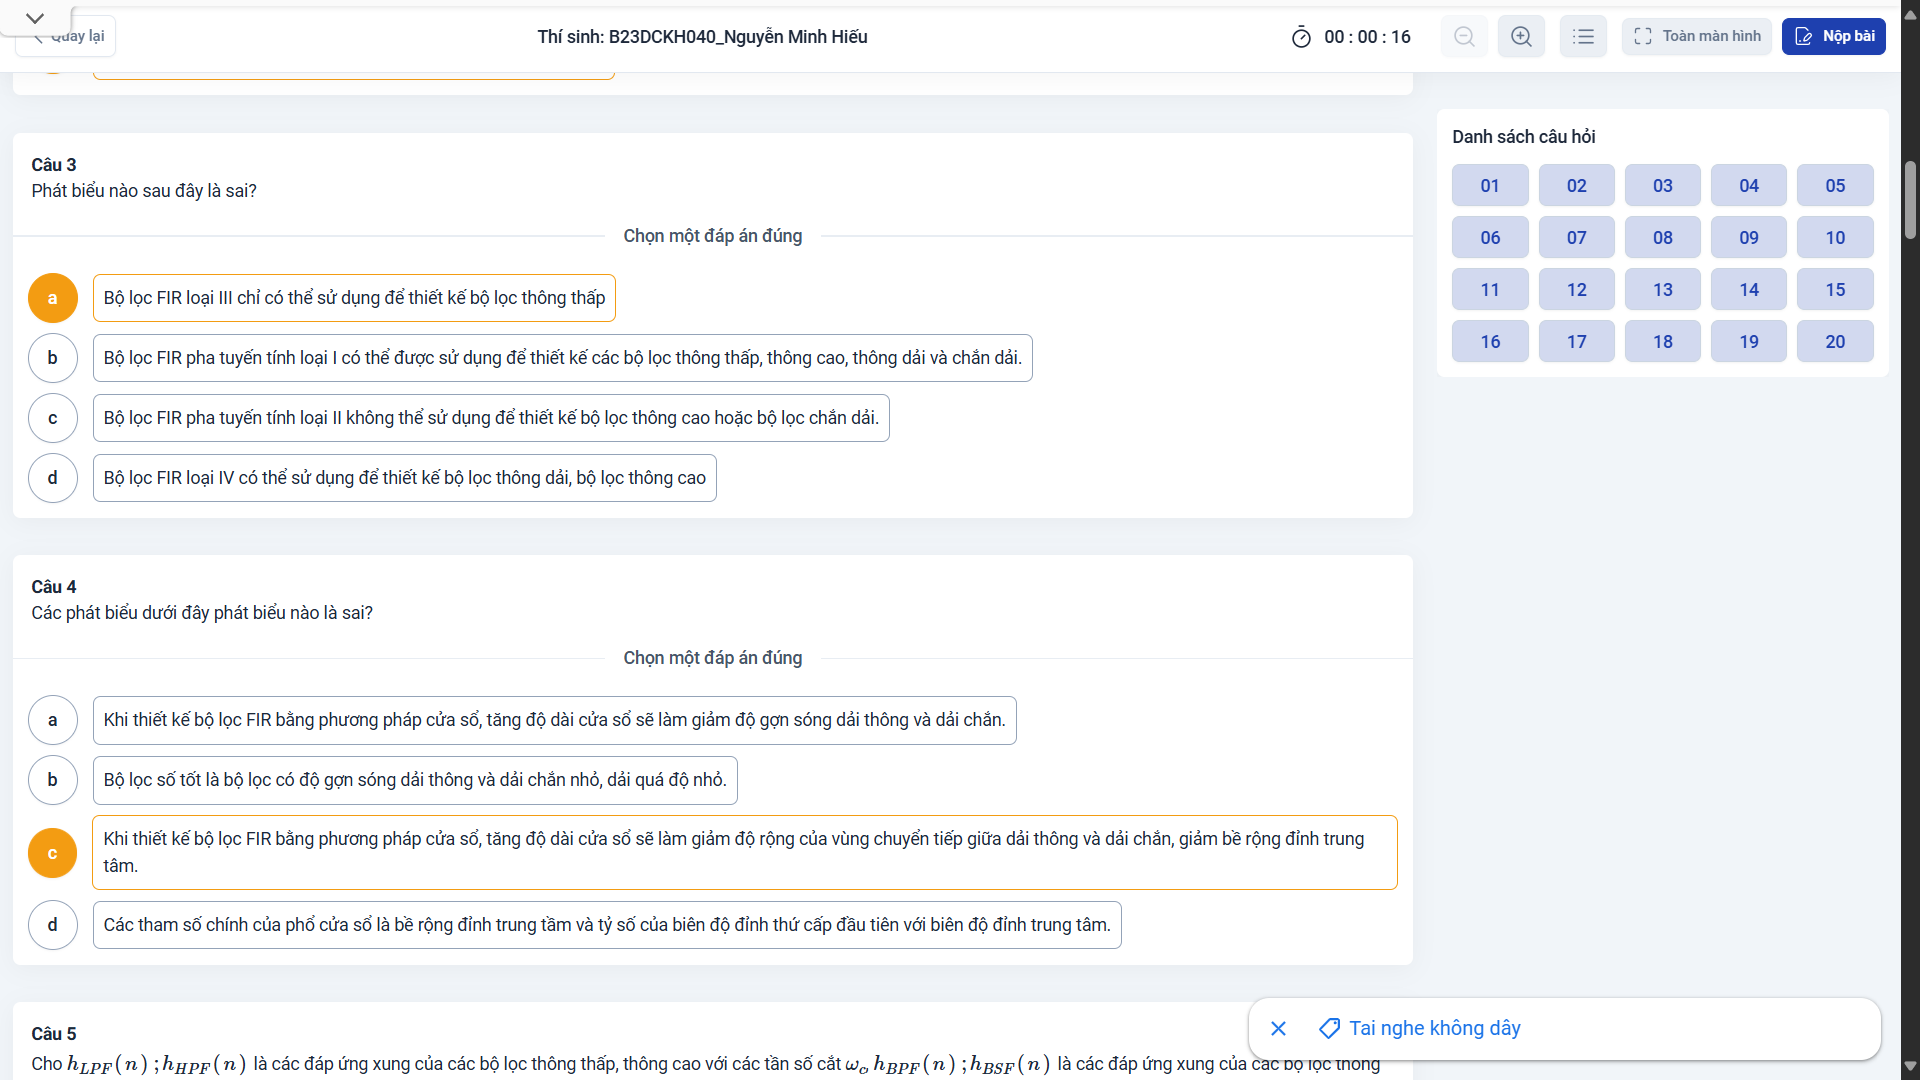 Quay lại
Thí sinh: B23DCKH040_Nguyễn Minh Hiếu
00 : 00 : 16
Toàn màn hình
Nộp bài
Câu 3
Phát biểu nào sau đây là sai?
Chọn một đáp án đúng
a
Bộ lọc FIR loại III chỉ có thể sử dụng để thiết kế bộ lọc thông thấp
b
Bộ lọc FIR pha tuyến tính loại I có thể được sử dụng để thiết kế các bộ lọc thông thấp, thông cao, thông dải và chắn dải.
c
Bộ lọc FIR pha tuyến tính loại II không thể sử dụng để thiết kế bộ lọc thông cao hoặc bộ lọc chắn dải.
d
Bộ lọc FIR loại IV có thể sử dụng để thiết kế bộ lọc thông dải, bộ lọc thông cao
Câu 4
Các phát biểu dưới đây phát biểu nào là sai?
Chọn một đáp án đúng
a
Khi thiết kế bộ lọc FIR bằng phương pháp cửa sổ, tăng độ dài cửa sổ sẽ làm giảm độ gợn sóng dải thông và dải chắn.
b
Bộ lọc số tốt là bộ lọc có độ gợn sóng dải thông và dải chắn nhỏ, dải quá độ nhỏ.
c
Khi thiết kế bộ lọc FIR bằng phương pháp cửa sổ, tăng độ dài cửa sổ sẽ làm giảm độ rộng của vùng chuyển tiếp giữa dải thông và dải chắn, giảm bề rộng đỉnh trung
tâm.
d
Các tham số chính của phổ cửa sổ là bề rộng đỉnh trung tầm và tỷ số của biên độ đỉnh thứ cấp đầu tiên với biên độ đỉnh trung tâm.
Câu 5
Cho h_{LPF}(n) ; h_{HPF}(n) là các đáp ứng xung của các bộ lọc thông thấp, thông cao với các tần số cắt ω_c, h_{BPF}(n) ; h_{BSF}(n) là các đáp ứng xung của các bộ lọc thông
Danh sách câu hỏi
01 02 03 04 05
06 07 08 09 10
11 12 13 14 15
16 17 18 19 20
Tai nghe không dây